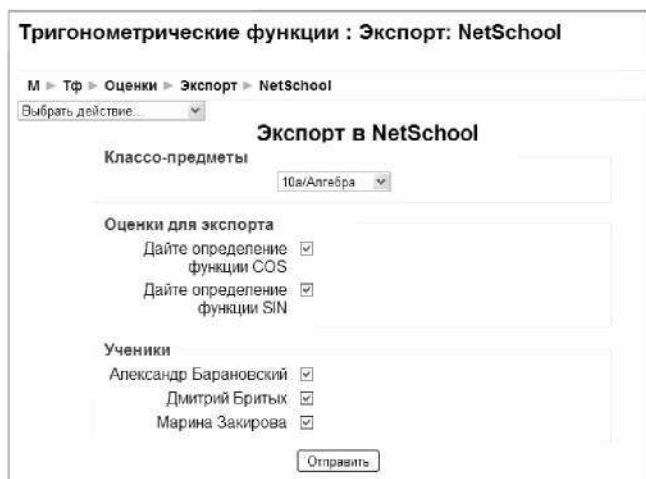 Тригонометрические функции : Экспорт: NetSchool
М ► Тф ► Оценки ► Экспорт ► NetSchool
Выбрать действие...
Экспорт в NetSchool
Классо-предметы
10а/Алгебра
Оценки для экспорта
Дайте определение
функции COS
Дайте определение
функции SIN
Ученики
Александр Барановский
Дмитрий Бритых
Марина Закирова
Отправить